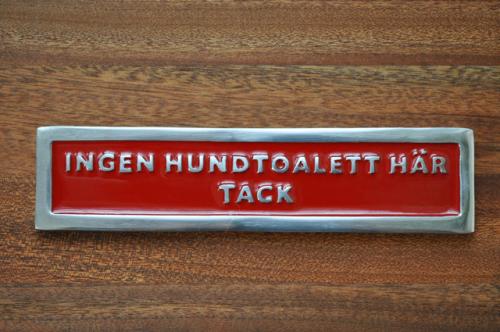 INGEN HUNDTOALETT HÄR
TACK